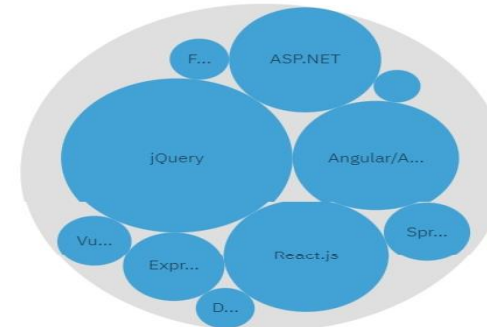 F...
ASP.NET
jQuery
Angular/A...
Vu...
Expr...
React.js
Spr...
D...